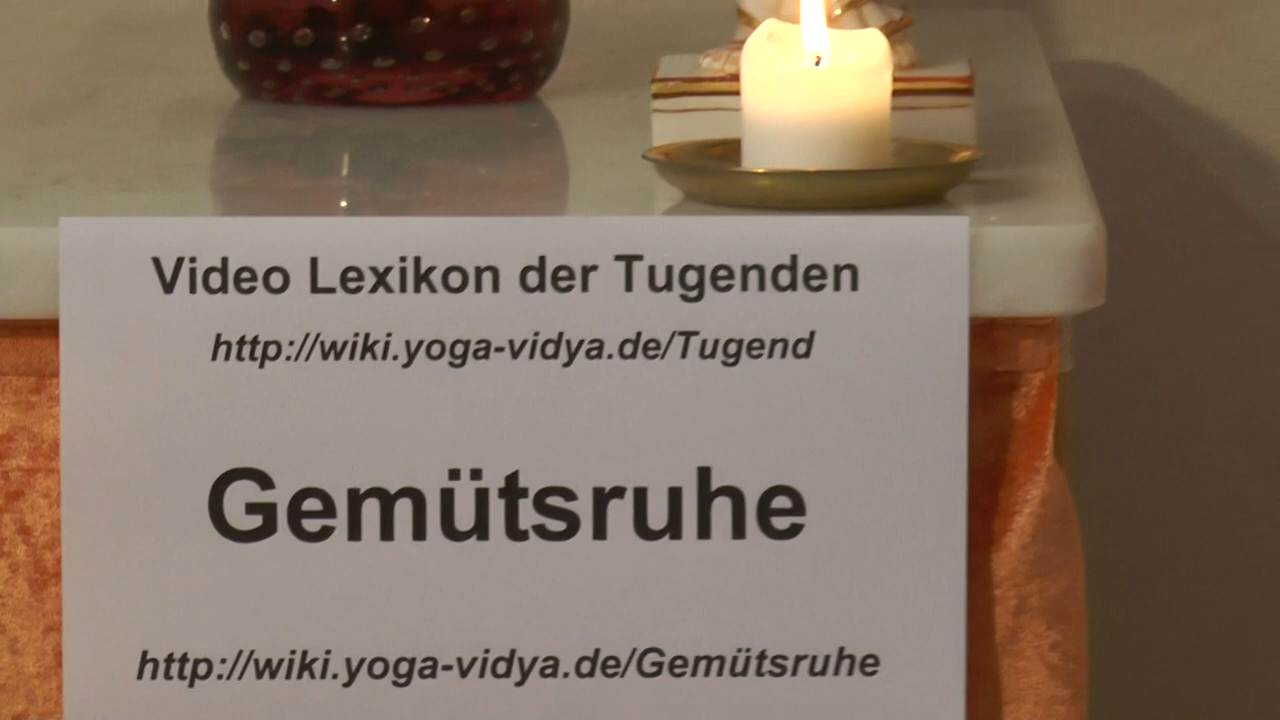 Video Lexikon der Tugenden
http://wiki.yoga-vidya.de/Tugend
Gemütsruhe
http://wiki.yoga-vidya.de/Gemütsruhe